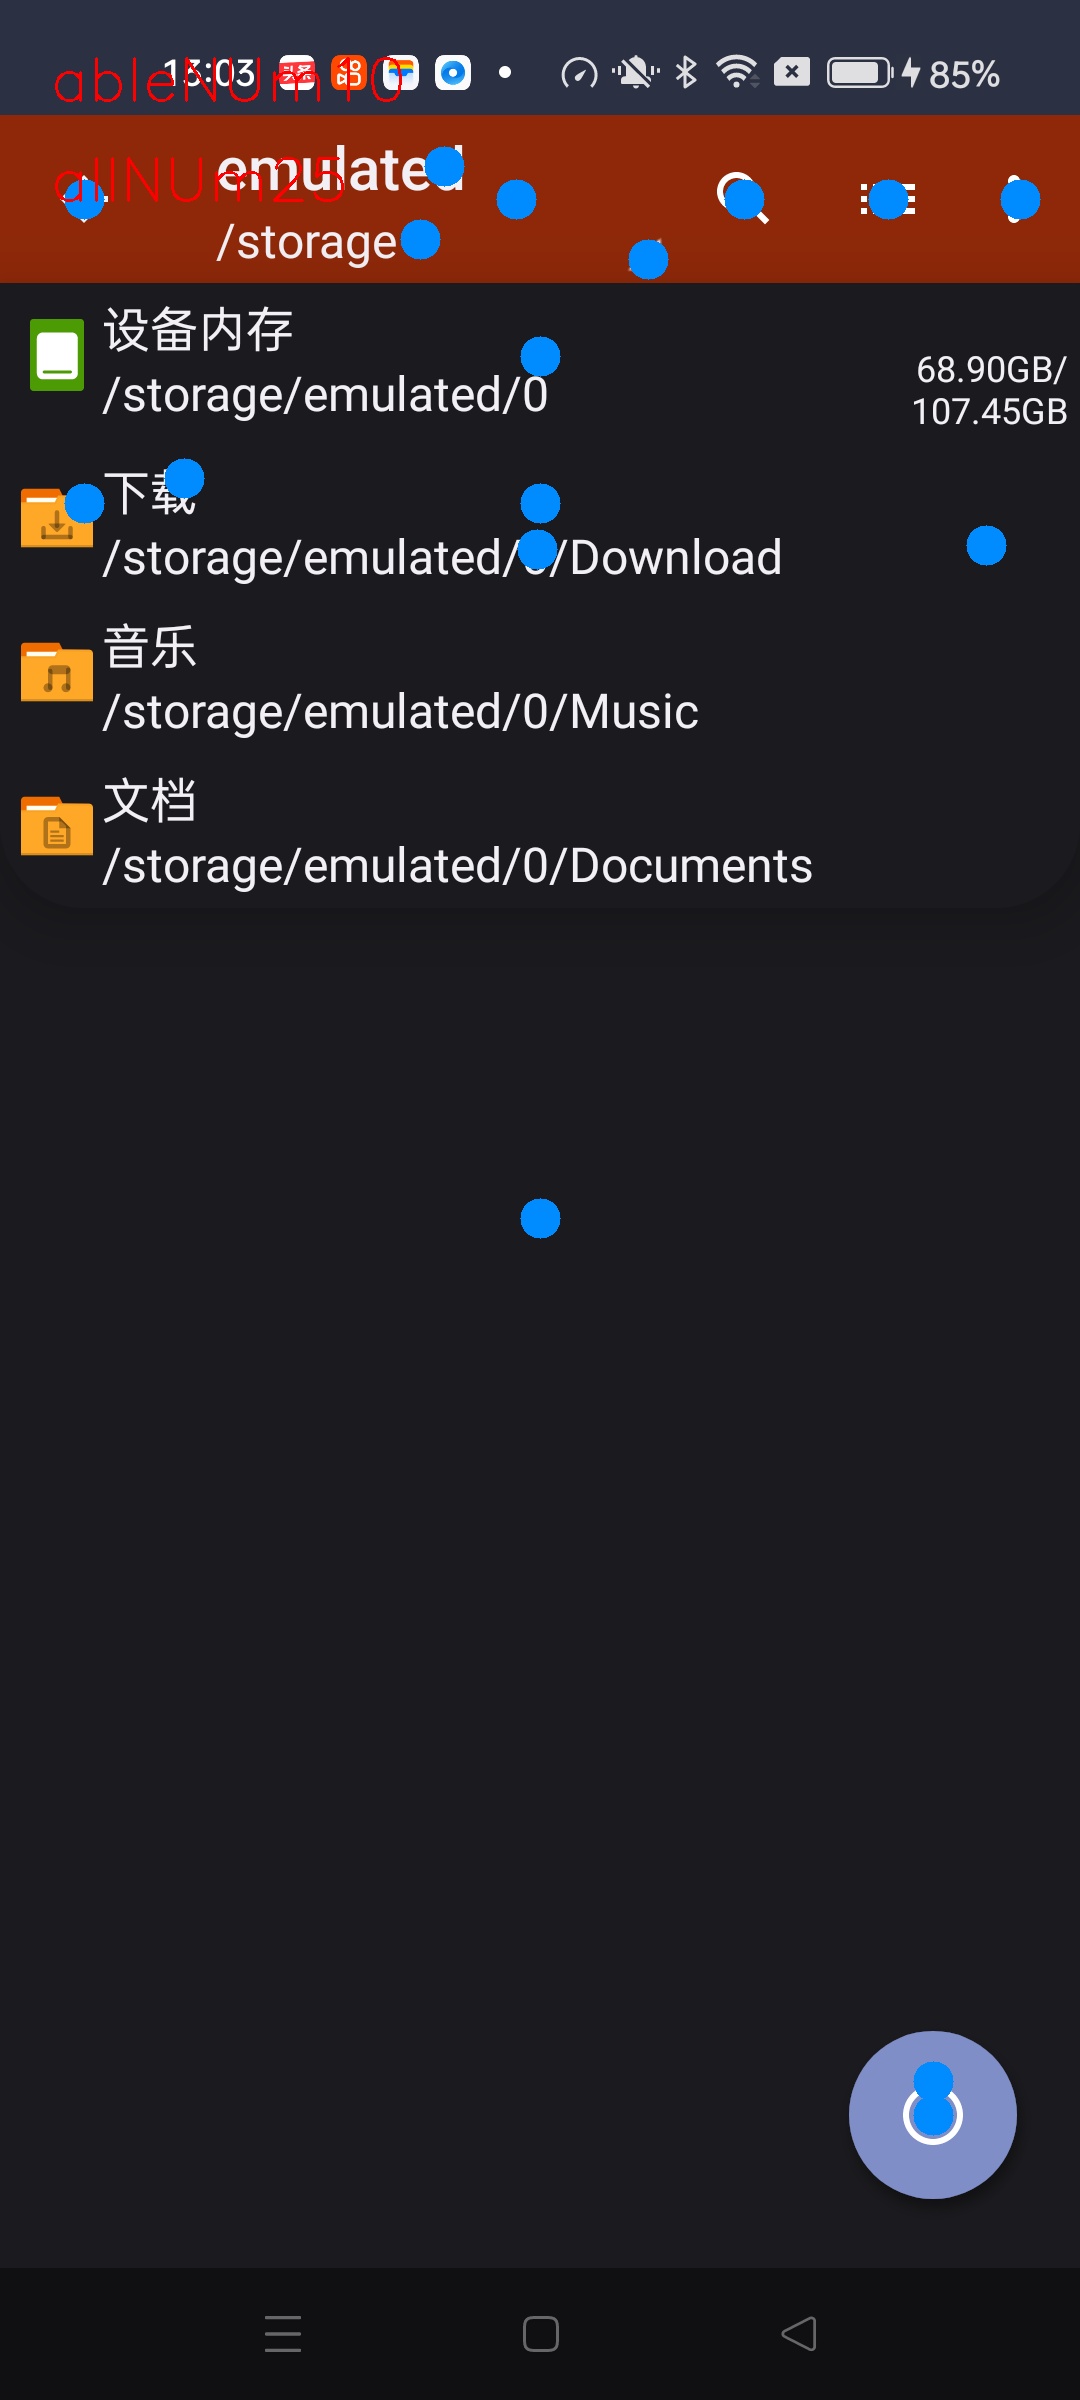 13:03 85%
ableNUm10
allNUm25
emulated
/storage
设备内存
/storage/emulated/0
68.90GB/
107.45GB
下载
/storage/emulated/0/Download
音乐
/storage/emulated/0/Music
文档
/storage/emulated/0/Documents